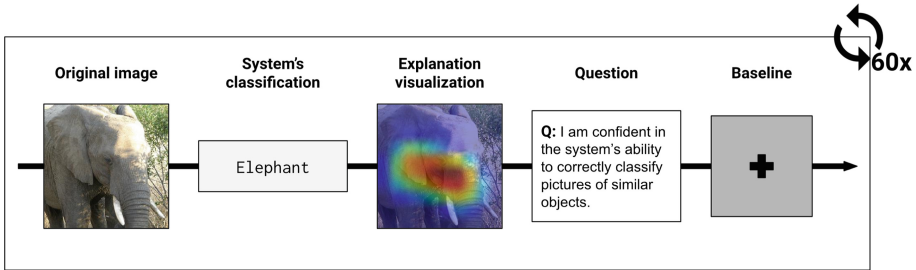 60x
Original image
System's
classification
Explanation
visualization
Question
Baseline
Elephant
Q: I am confident in
the system's ability
to correctly classify
pictures of similar
objects.